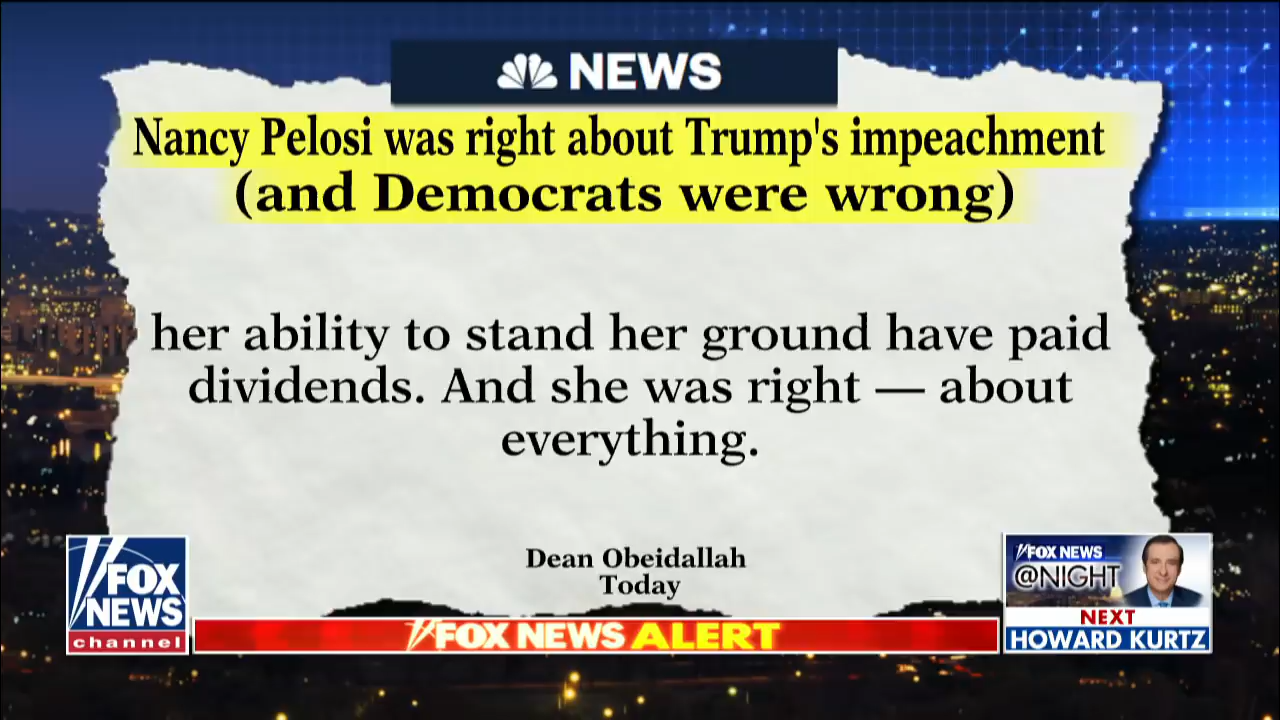 NEWS
Nancy Pelosi was right about Trump's impeachment
(and Democrats were wrong)
her ability to stand her ground have paid
dividends. And she was right — about
everything.
Dean Obeidallah
Today
FOX
NEWS
channel
FOX NEWS ALERT
FOX NEWS
@NIGHT
NEXT
HOWARD KURTZ